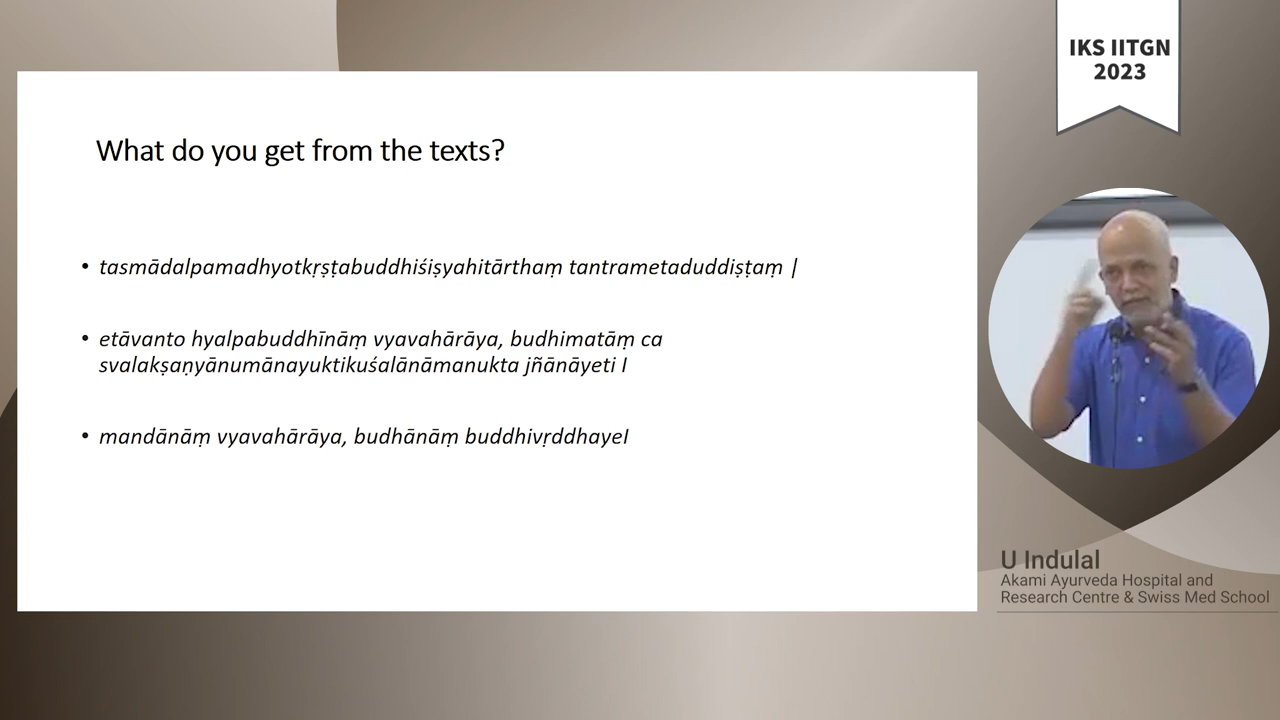 IKS IITGN
2023
What do you get from the texts?
• tasmādalpamadhyotkṛṣṭabuddhiśiṣyahitārthaṃ tantrametaduddiṣṭaṃ |
• etāvanto hyalpabuddhīnāṃ vyavahārāya, budhimatāṃ ca
svalakṣaṇyānumānayuktikuśalānāmanukta jñānāyeti I
• mandānāṃ vyavahārāya, budhānāṃ buddhivṛddhayeI
U Indulal
Akami Ayurveda Hospital and
Research Centre & Swiss Med School